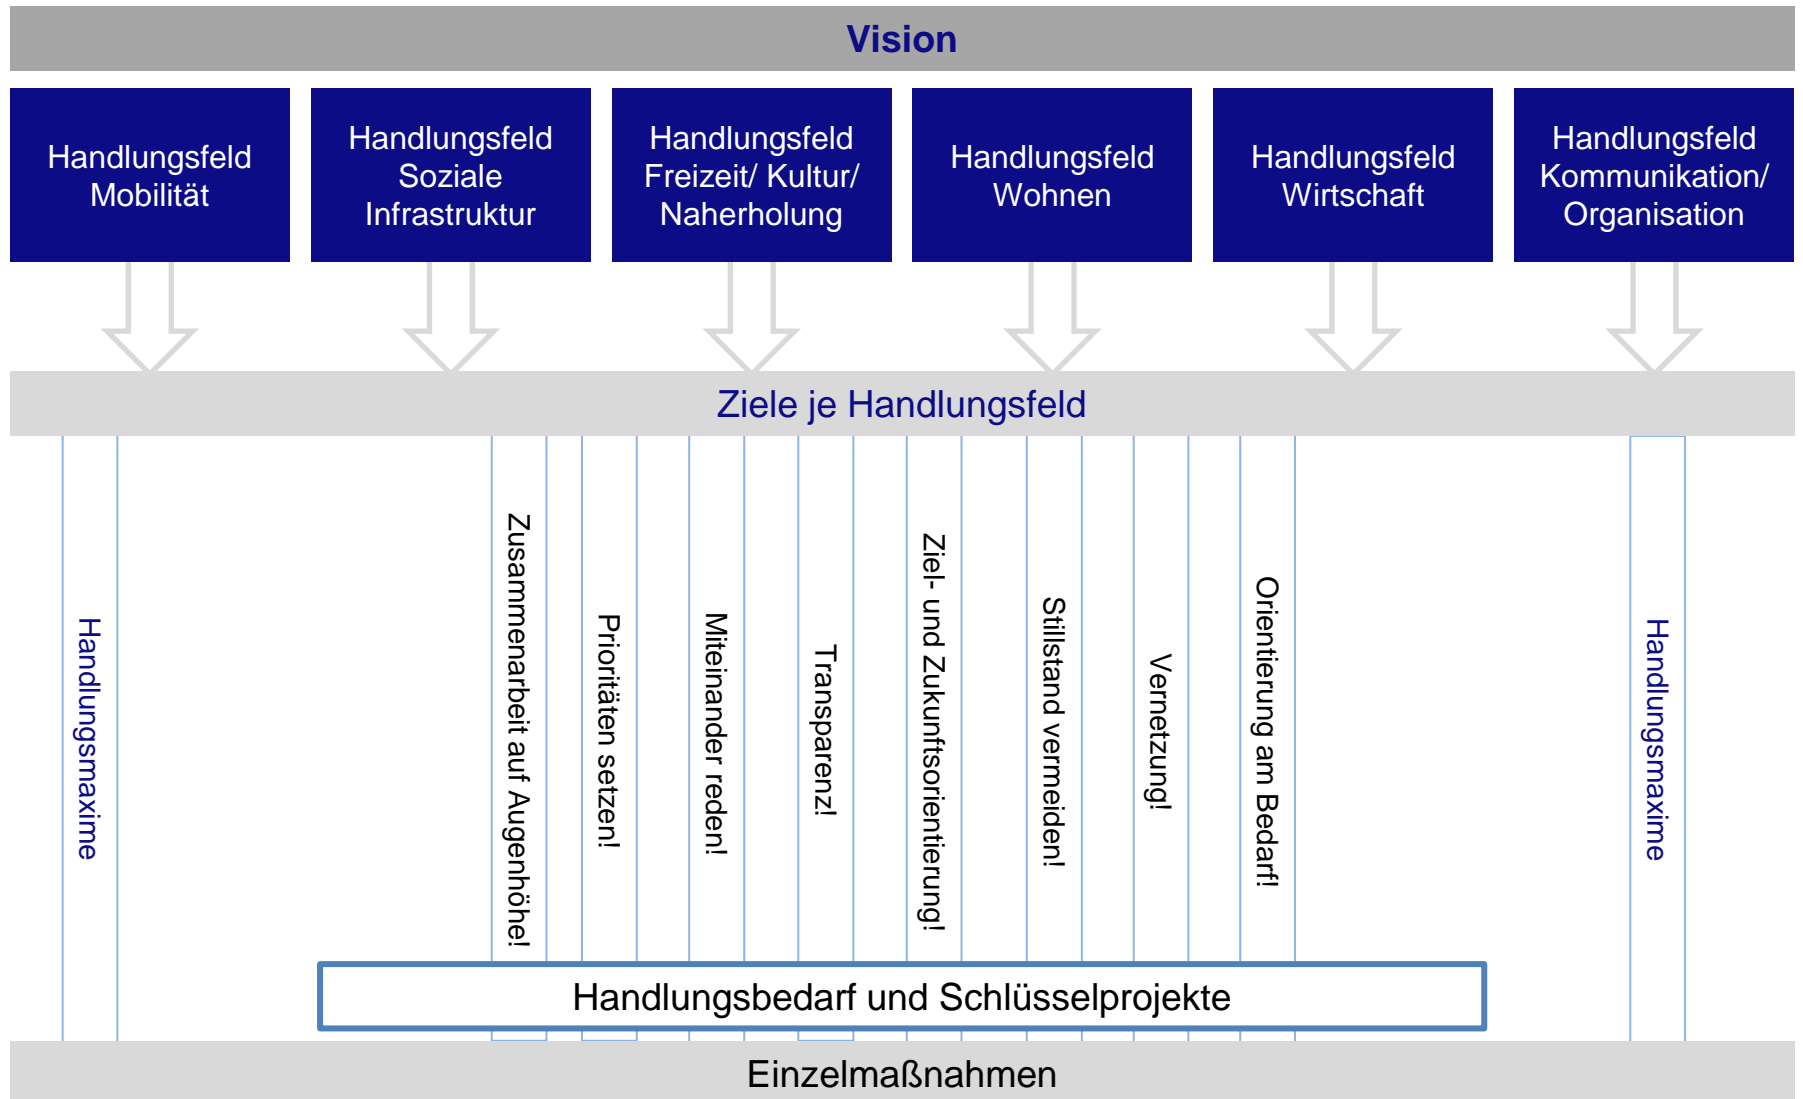 Vision
Handlungsfeld
Mobilität
Handlungsfeld
Soziale
Infrastruktur
Handlungsfeld
Freizeit/ Kultur/
Naherholung
Handlungsfeld
Wohnen
Handlungsfeld
Wirtschaft
Handlungsfeld
Kommunikation/
Organisation
Ziele je Handlungsfeld
Handlungsmaxime
Zusammenarbeit auf Augenhöhe!
Prioritäten setzen!
Miteinander reden!
Transparenz!
Ziel- und Zukunftsorientierung!
Stillstand vermeiden!
Vernetzung!
Orientierung am Bedarf!
Handlungsmaxime
Handlungsbedarf und Schlüsselprojekte
Einzelmaßnahmen